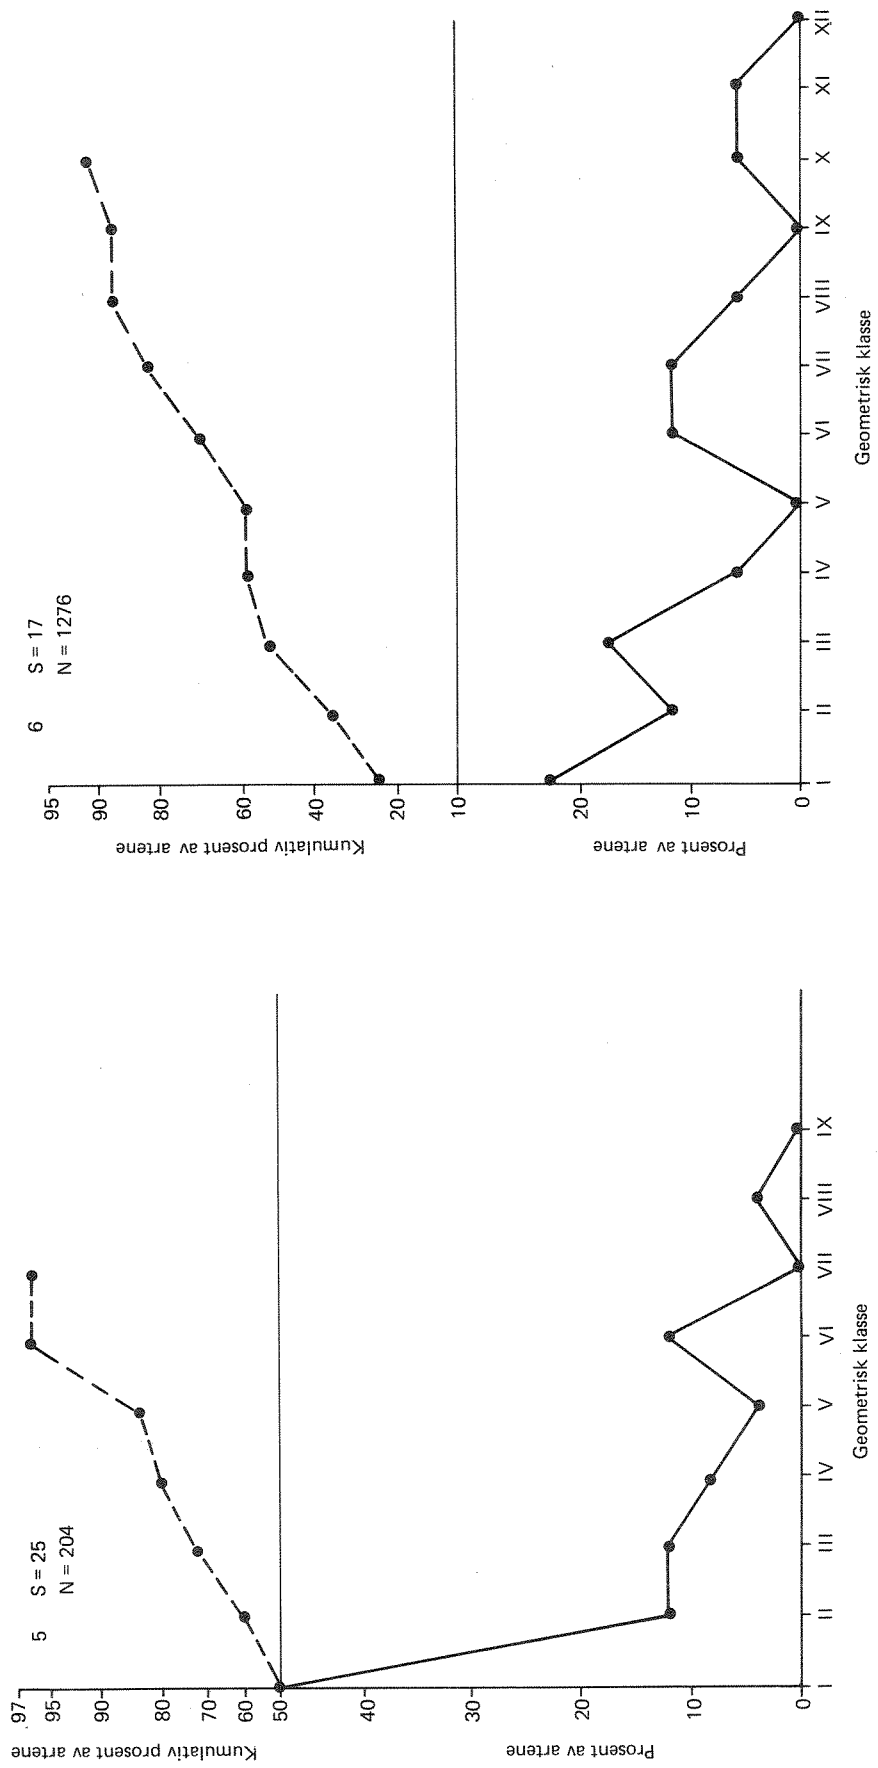 6 S = 17
N = 1276
Kumulativ prosent av artene
95
90
80
60
40
20
10
Prosent av artene
20
10
0
I II III IV V VI VII VIII IX X XI XII
Geometrisk klasse
5 S = 25
N = 204
Kumulativ prosent av artene
97
95
90
80
70
60
50
Prosent av artene
40
30
20
10
0
I II III IV V VI VII VIII IX
Geometrisk klasse